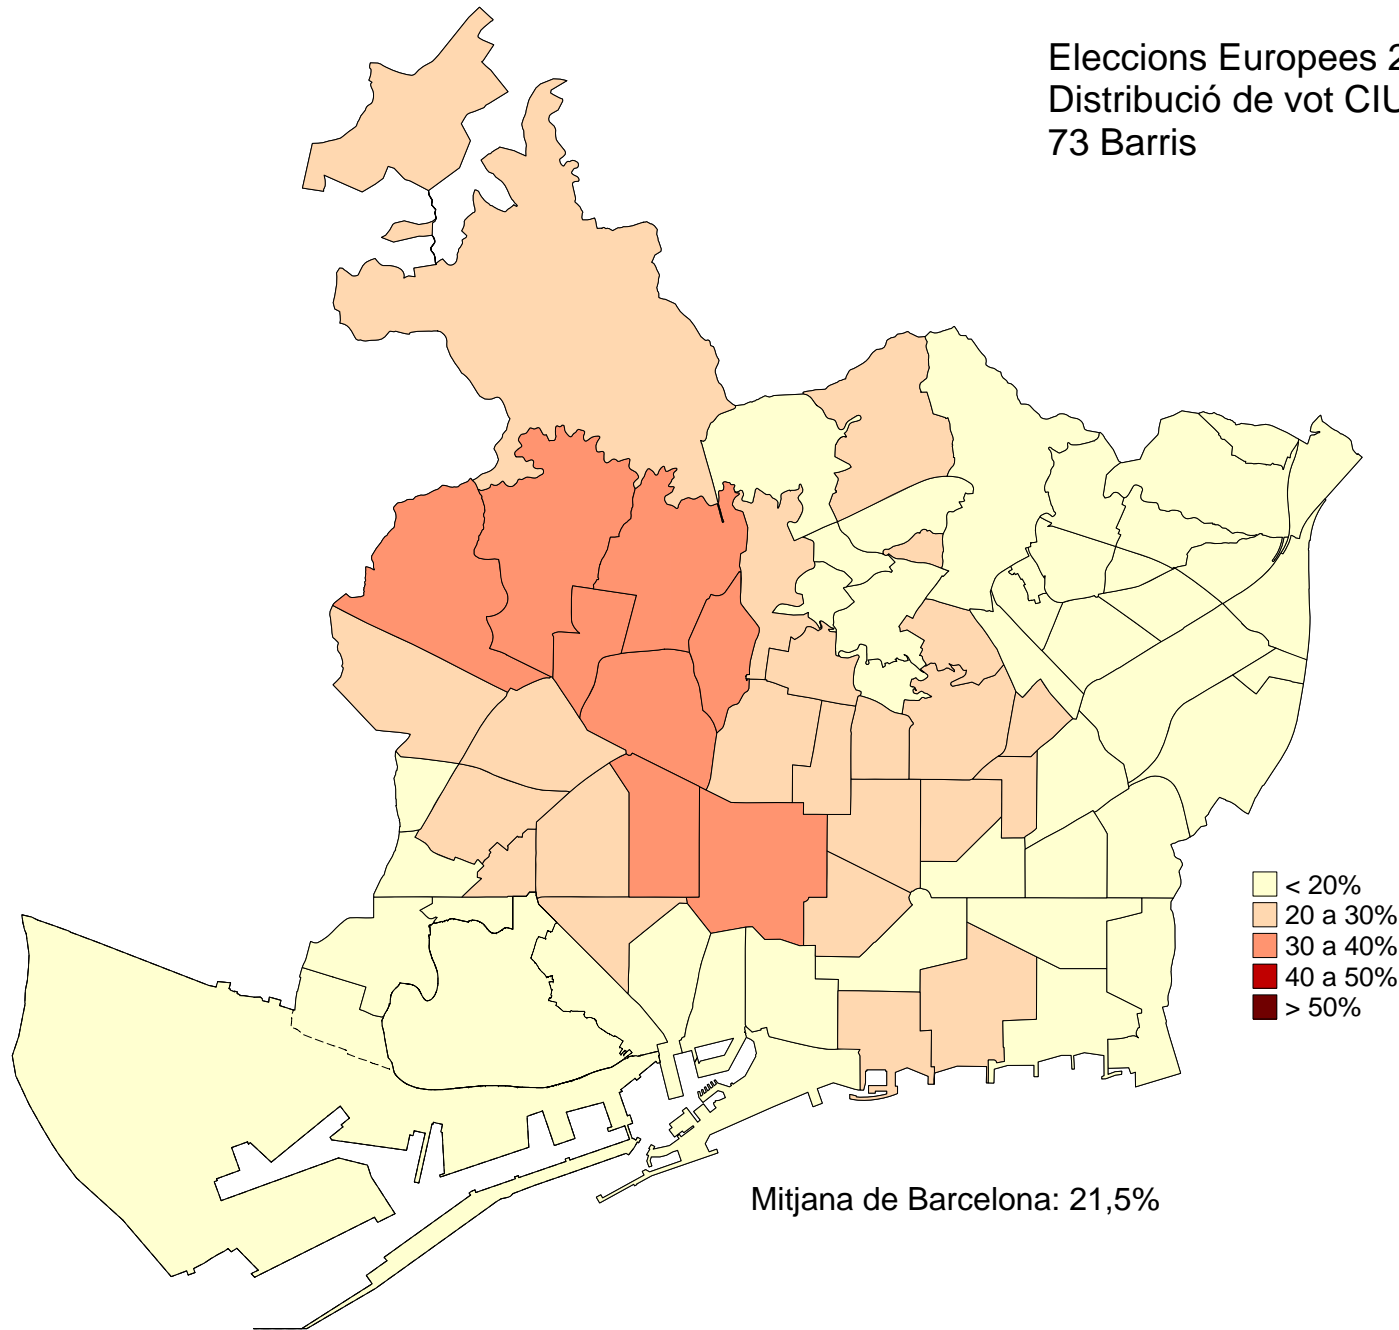 Eleccions Europees 2
Distribució de vot CIU
73 Barris
< 20%
20 a 30%
30 a 40%
40 a 50%
> 50%
Mitjana de Barcelona: 21,5%